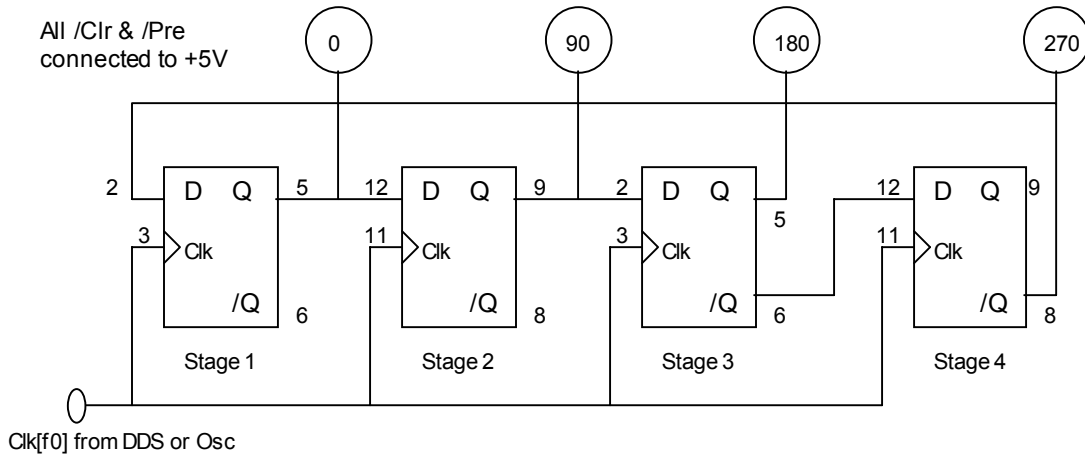 All /Clr & /Pre
connected to +5V
0
90
180
270
2
D Q
5
12
D Q
9
2
D Q
5
12
D Q
9
3
Clk
11
Clk
3
Clk
11
Clk
/Q
6
/Q
8
/Q
6
/Q
8
Stage 1
Stage 2
Stage 3
Stage 4
Clk[f0] from DDS or Osc